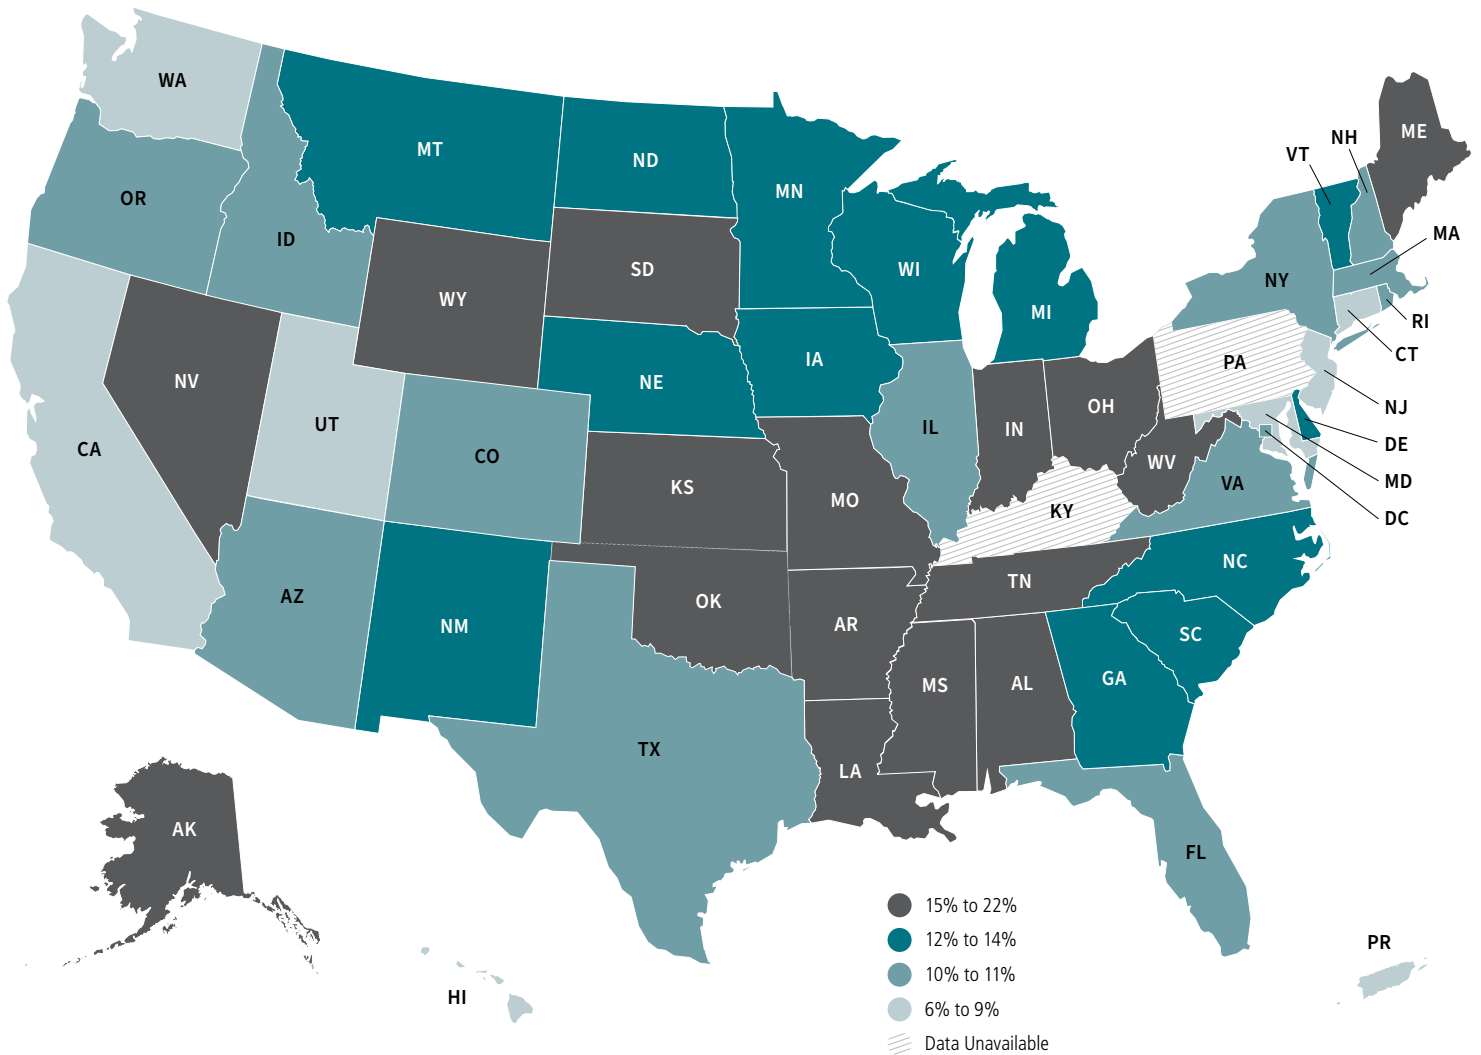 WA
OR
ID
MT
ND
MN
WI
MI
VT
NH
ME
MA
NY
RI
CT
PA
NJ
DE
MD
DC
NV
CA
UT
WY
SD
NE
IA
CO
KS
MO
IL
IN
OH
WV
VA
KY
AZ
NM
OK
AR
TN
NC
SC
TX
LA
MS
AL
GA
FL
AK
HI
PR
15% to 22%
12% to 14%
10% to 11%
6% to 9%
Data Unavailable